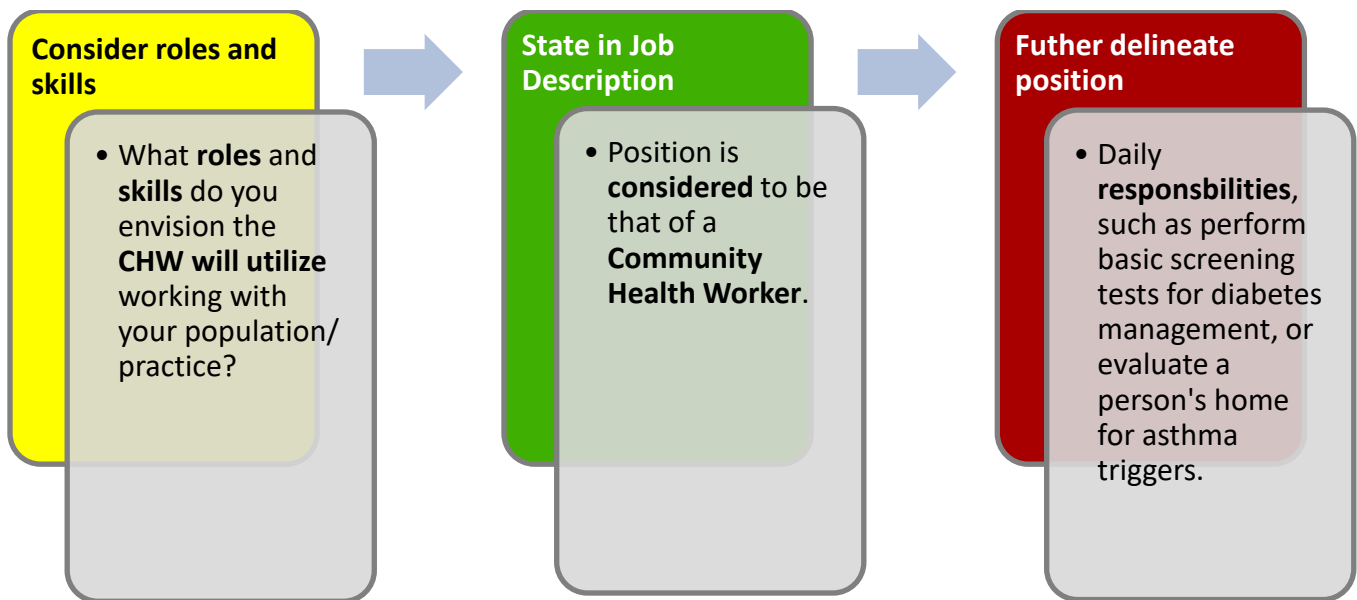 Consider roles and
skills
• What roles and
skills do you
envision the
CHW will utilize
working with
your population/
practice?
State in Job
Description
• Position is
considered to be
that of a
Community
Health Worker.
Futher delineate
position
• Daily
responsbilities,
such as perform
basic screening
tests for diabetes
management, or
evaluate a
person's home
for asthma
triggers.